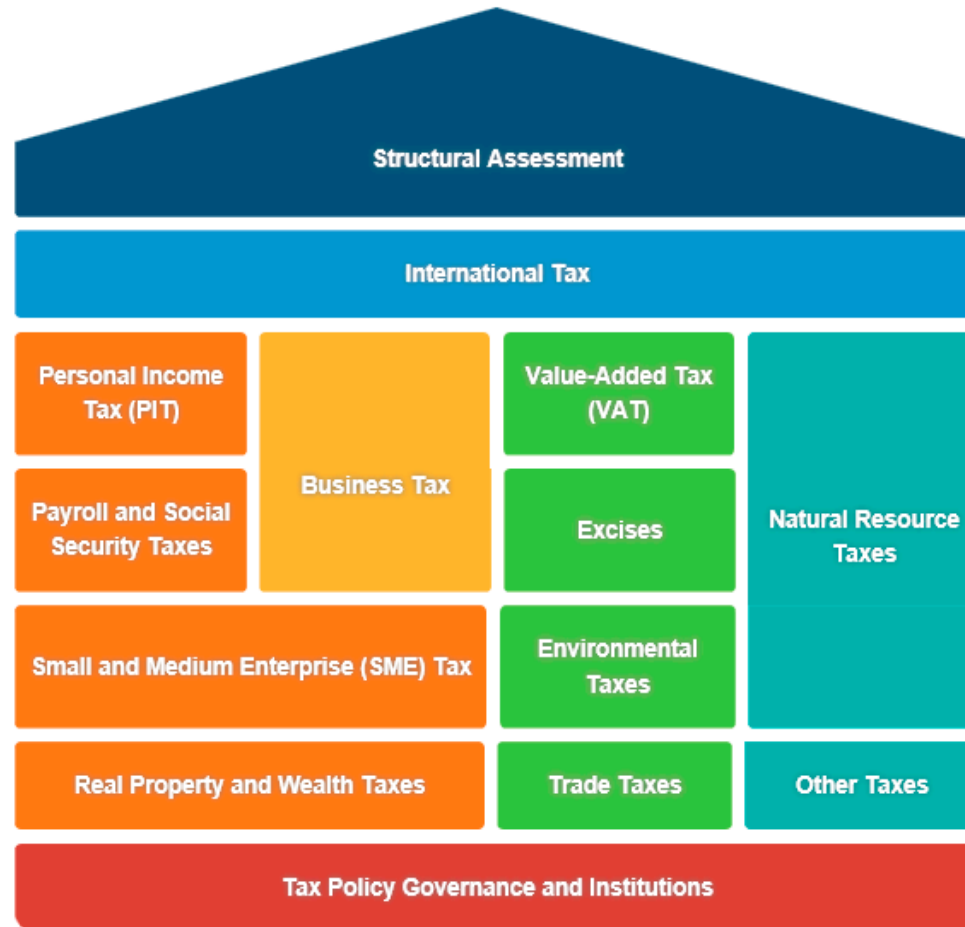 Structural Assessment
International Tax
Personal Income
Tax (PIT)
Business Tax
Value-Added Tax
(VAT)
Natural Resource
Taxes
Payroll and Social
Security Taxes
Excises
Small and Medium Enterprise (SME) Tax
Environmental
Taxes
Real Property and Wealth Taxes
Trade Taxes
Other Taxes
Tax Policy Governance and Institutions